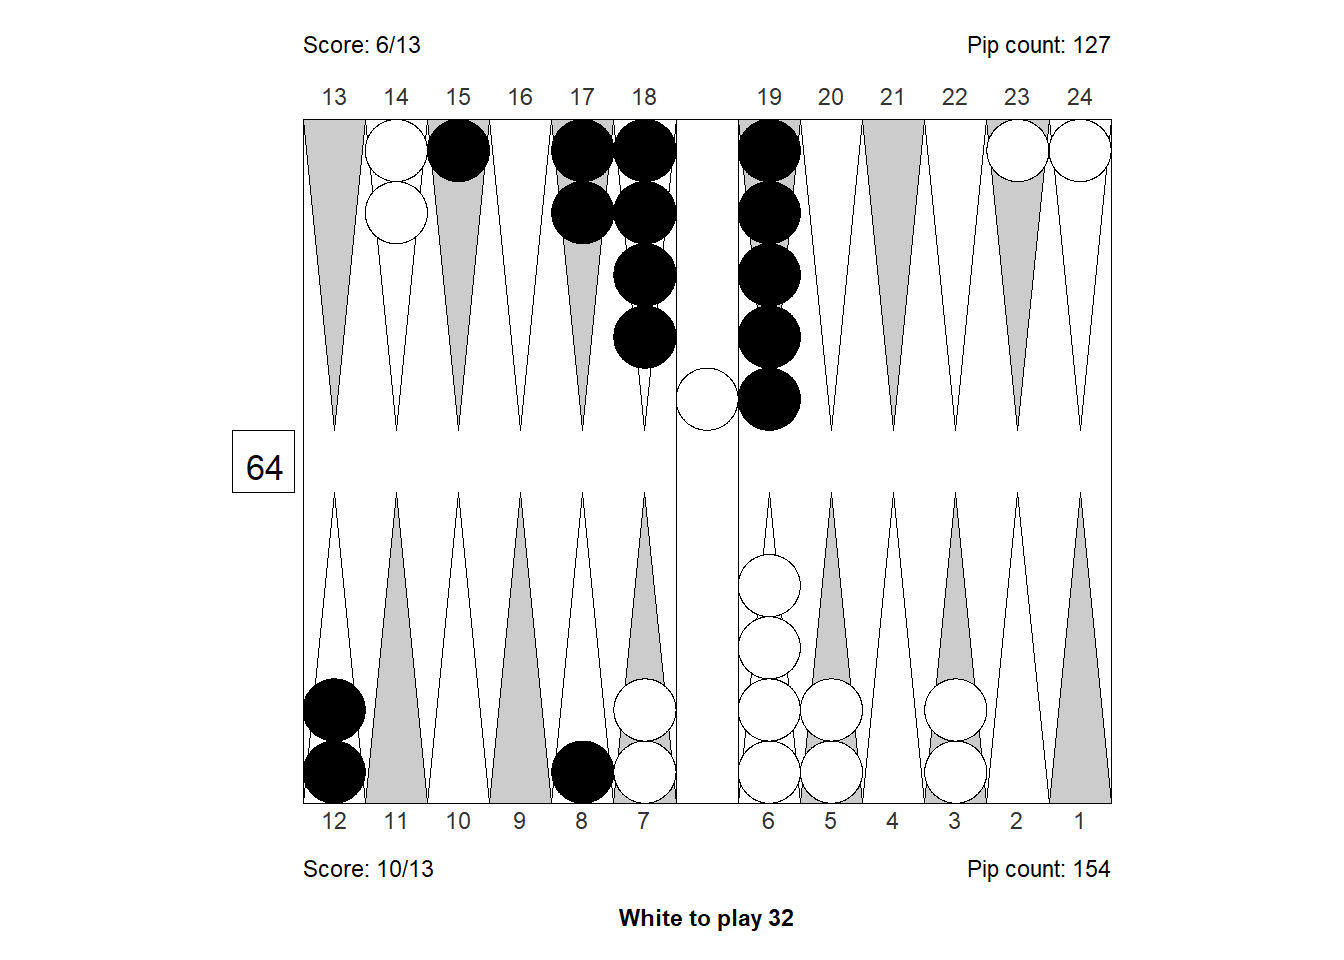 Score: 6/13 Pip count: 127
13 14 15 16 17 18 19 20 21 22 23 24
64
12 11 10 9 8 7 6 5 4 3 2 1
Score: 10/13 Pip count: 154
White to play 32